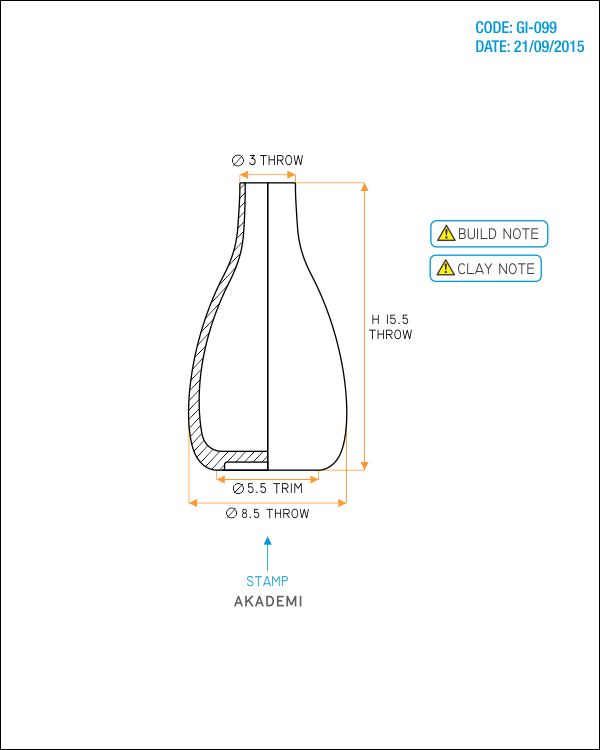 CODE: GI-099
DATE: 21/09/2015
Ø 3 THROW
BUILD NOTE
CLAY NOTE
H 15.5
THROW
Ø 5.5 TRIM
Ø 8.5 THROW
STAMP
AKADEMI